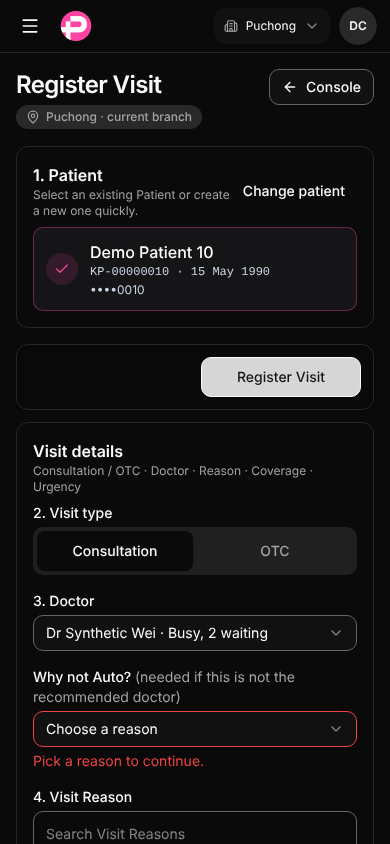 Puchong
DC
Register Visit
Console
Puchong · current branch
1. Patient
Select an existing Patient or create
a new one quickly.
Change patient
Demo Patient 10
KP-00000010 · 15 May 1990
••••0010
Register Visit
Visit details
Consultation / OTC · Doctor · Reason · Coverage ·
Urgency
2. Visit type
Consultation
OTC
3. Doctor
Dr Synthetic Wei · Busy, 2 waiting
Why not Auto? (needed if this is not the
recommended doctor)
Choose a reason
Pick a reason to continue.
4. Visit Reason
Search Visit Reasons